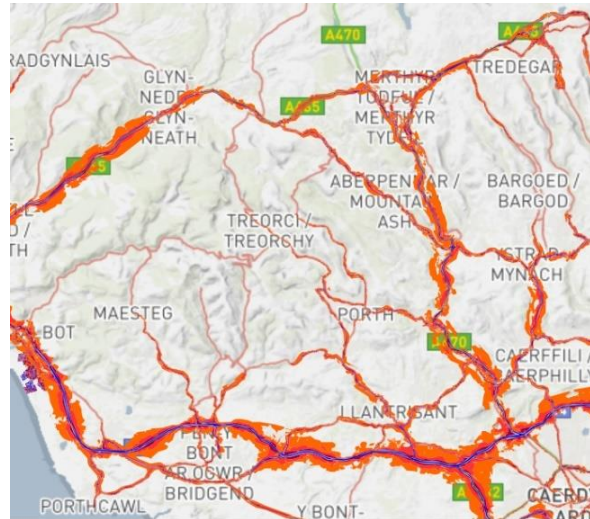 RADGYNLAIS
A470
TREDEGAR
GLYN-
NEDD
GLYN-
NEATH
A465
MERTHYR
TUDFUL /
MERTHYR
TYDFIL
ABERPENNAR /
MOUNTAIN
ASH
BARGOED /
BARGOD
TREORCI /
TREORCHY
YSTRAD
MYNACH
BOT
MAESTEG
PORTH
A470
CAERFFILI /
CAERPHILLY
LLANTRISANT
PEN-Y-
BONT
AR OGWR /
BRIDGEND
PORTHCAWL
Y BONT-
CAERD